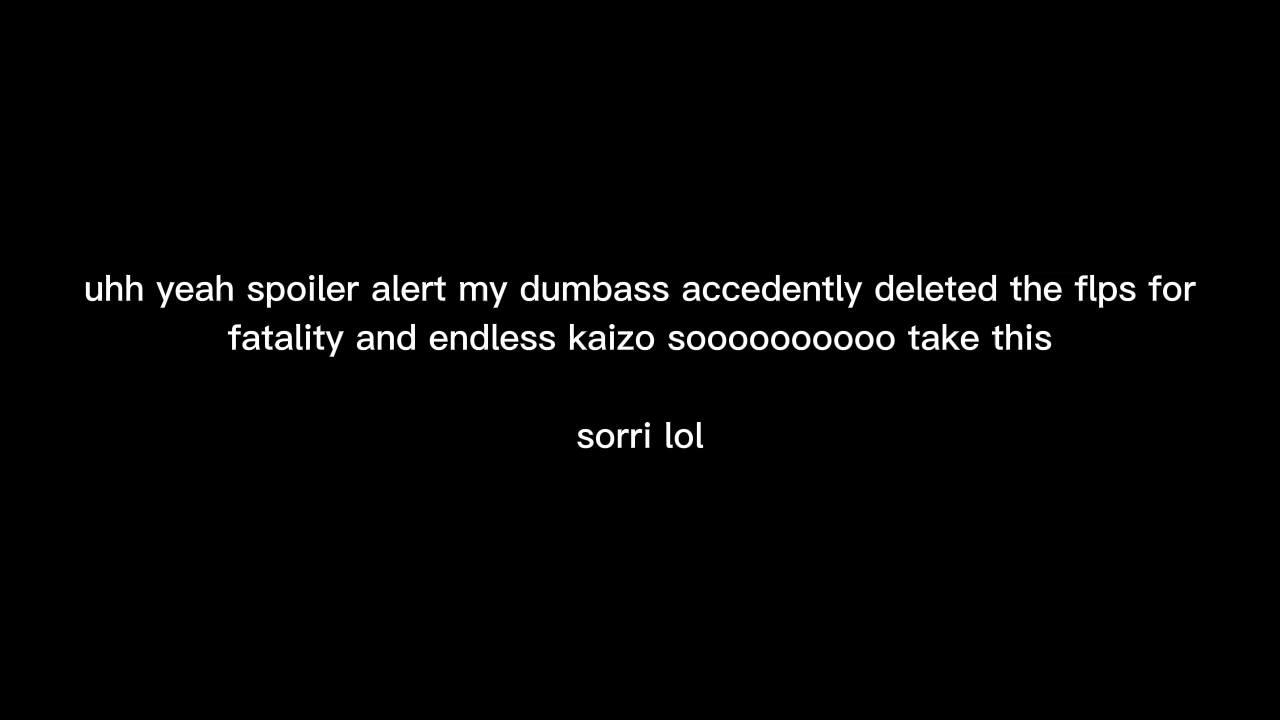 uhh yeah spoiler alert my dumbass accedently deleted the flps for
fatality and endless kaizo soooooooooo take this
sorri lol